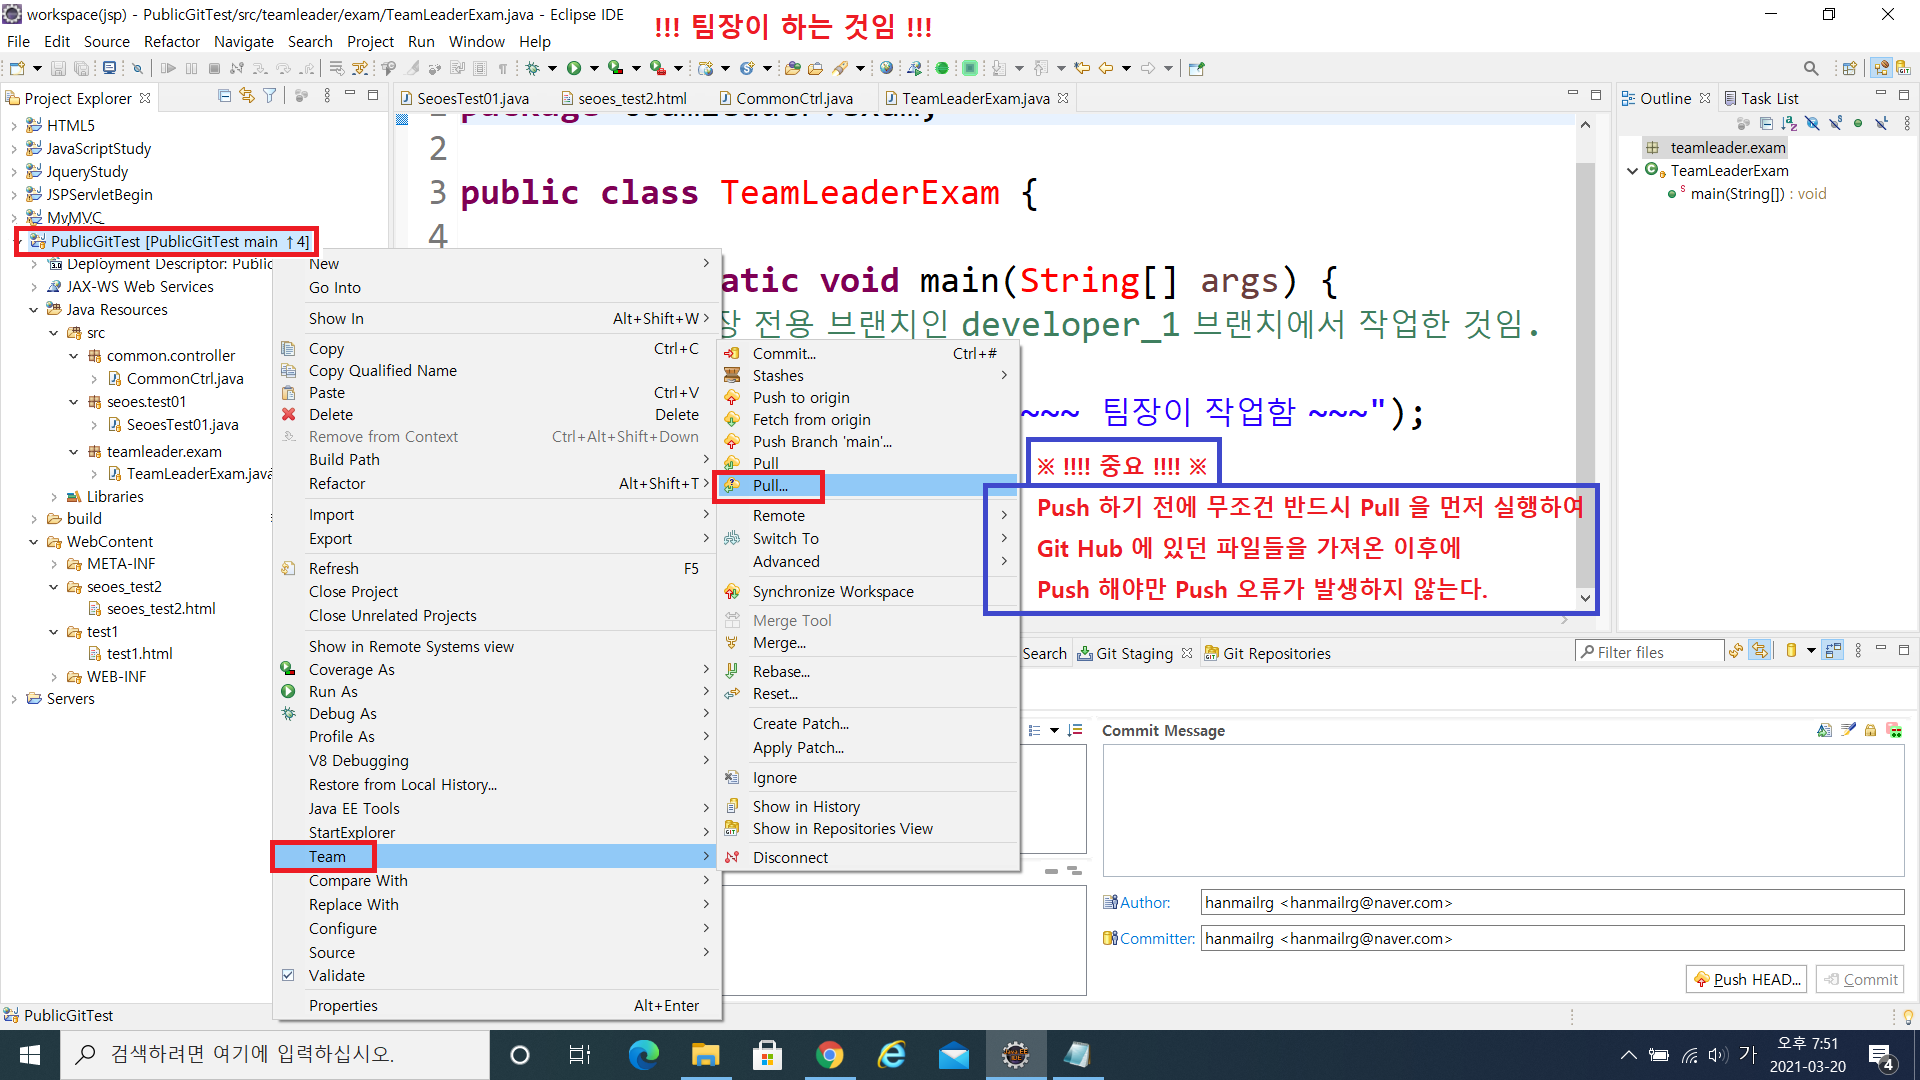 workspace(jsp) - PublicGitTest/src/teamleader/exam/TeamLeaderExam.java - Eclipse IDE
!!! 팀장이 하는 것임 !!!
File Edit Source Refactor Navigate Search Project Run Window Help
Project Explorer
HTML5
JavaScriptStudy
JqueryStudy
JSPServletBegin
MyMVC
PublicGitTest [PublicGitTest main ↑4]
Deployment Descriptor: Public
JAX-WS Web Services
Java Resources
src
common.controller
CommonCtrl.java
seoes.test01
SeoesTest01.java
teamleader.exam
TeamLeaderExam.java
Libraries
build
WebContent
META-INF
seoes_test2
seoes_test2.html
test1
test1.html
WEB-INF
Servers
New
Go Into
Show In Alt+Shift+W
Copy Ctrl+C
Copy Qualified Name
Paste Ctrl+V
Delete Delete
Remove from Context Ctrl+Alt+Shift+Down
Build Path
Refactor Alt+Shift+T
Import
Export
Refresh F5
Close Project
Close Unrelated Projects
Show in Remote Systems view
Coverage As
Run As
Debug As
Profile As
V8 Debugging
Restore from Local History...
Java EE Tools
StartExplorer
Team
Compare With
Replace With
Configure
Source
Validate
Properties Alt+Enter
Commit... Ctrl+#
Stashes
Push to origin
Fetch from origin
Push Branch 'main'...
Pull
Pull...
Remote
Switch To
Advanced
Synchronize Workspace
Merge Tool
Merge...
Rebase...
Reset...
Create Patch...
Apply Patch...
Ignore
Show in History
Show in Repositories View
Disconnect
SeoesTest01.java seoes_test2.html CommonCtrl.java TeamLeaderExam.java
2
3 public class TeamLeaderExam {
4
atic void main(String[] args) {
장 전용 브랜치인 developer_1 브랜치에서 작업한 것임.
~~~ 팀장이 작업함 ~~~");
※ !!!! 중요 !!!! ※
Push 하기 전에 무조건 반드시 Pull 을 먼저 실행하여
Git Hub 에 있던 파일들을 가져온 이후에
Push 해야만 Push 오류가 발생하지 않는다.
Outline Task List
teamleader.exam
TeamLeaderExam
main(String[]) : void
Search Git Staging Git Repositories Filter files
Commit Message
Author: hanmailrg <hanmailrg@naver.com>
Committer: hanmailrg <hanmailrg@naver.com>
Push HEAD... Commit
PublicGitTest
검색하려면 여기에 입력하십시오.
가 오후 7:51
2021-03-20
4